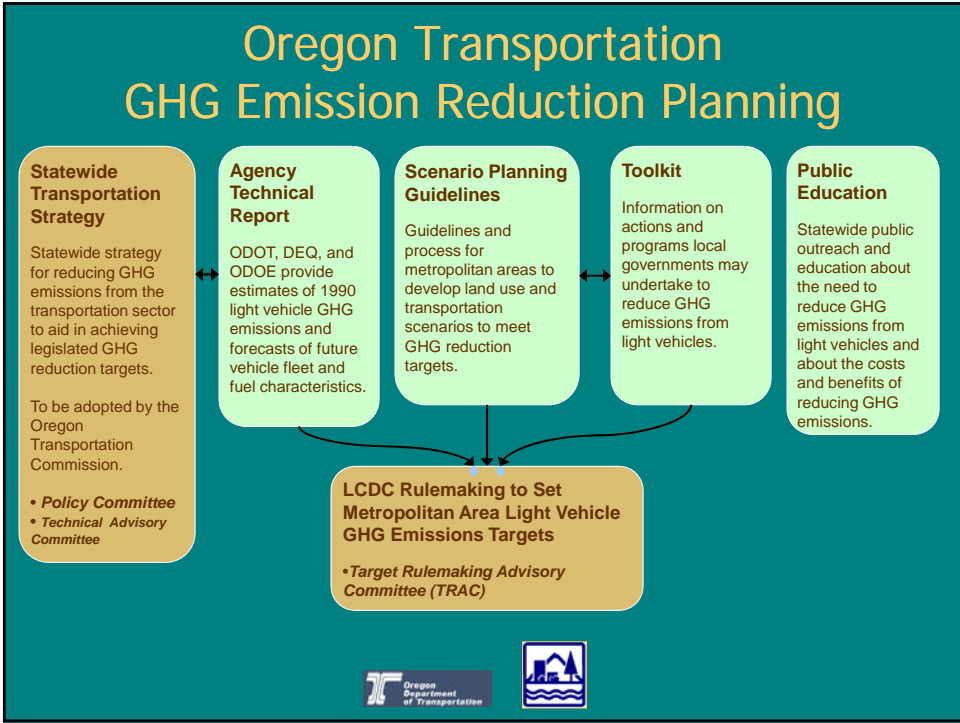 Oregon Transportation
GHG Emission Reduction Planning
Statewide
Transportation
Strategy
Statewide strategy
for reducing GHG
emissions from the
transportation sector
to aid in achieving
legislated GHG
reduction targets.
To be adopted by the
Oregon
Transportation
Commission.
• Policy Committee
• Technical Advisory
Committee
Agency
Technical
Report
ODOT, DEQ, and
ODOE provide
estimates of 1990
light vehicle GHG
emissions and
forecasts of future
vehicle fleet and
fuel characteristics.
Scenario Planning
Guidelines
Guidelines and
process for
metropolitan areas to
develop land use and
transportation
scenarios to meet
GHG reduction
targets.
Toolkit
Information on
actions and
programs local
governments may
undertake to
reduce GHG
emissions from
light vehicles.
Public
Education
Statewide public
outreach and
education about
the need to
reduce GHG
emissions from
light vehicles and
about the costs
and benefits of
reducing GHG
emissions.
LCDC Rulemaking to Set
Metropolitan Area Light Vehicle
GHG Emissions Targets
•Target Rulemaking Advisory
Committee (TRAC)
Oregon
Department
of Transportation